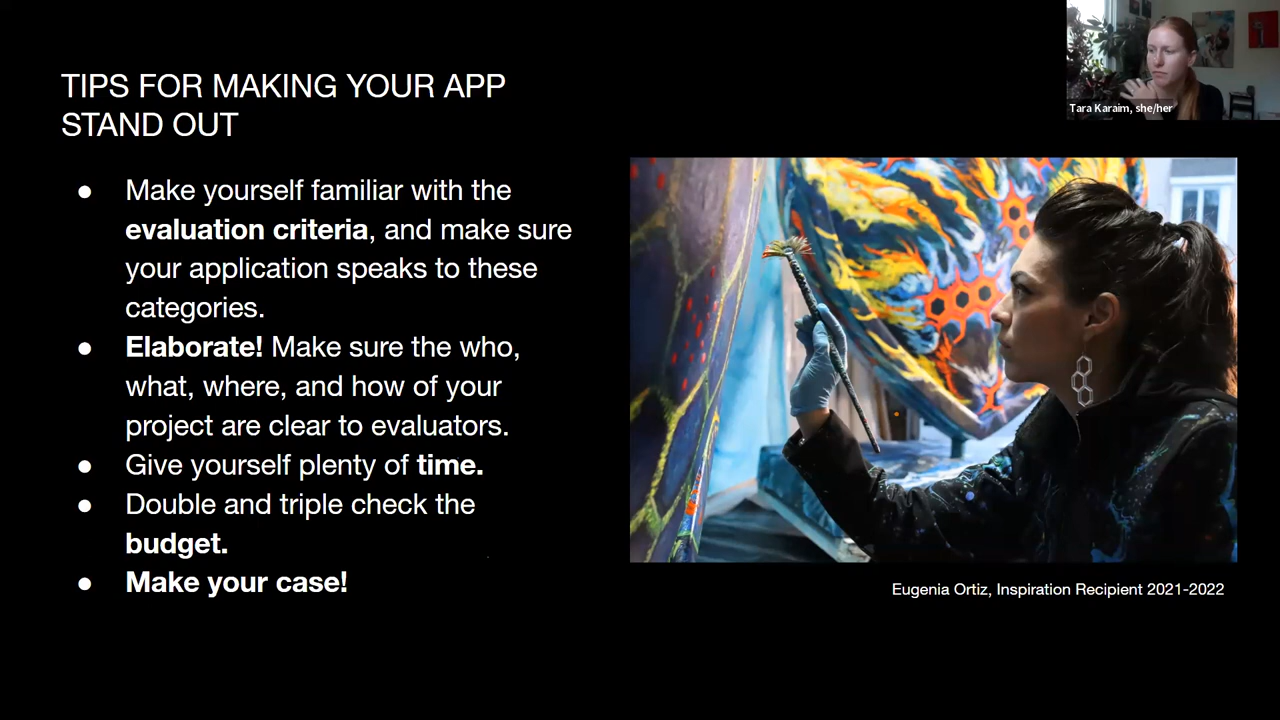 TIPS FOR MAKING YOUR APP
STAND OUT
● Make yourself familiar with the
evaluation criteria, and make sure
your application speaks to these
categories.
● Elaborate! Make sure the who,
what, where, and how of your
project are clear to evaluators.
● Give yourself plenty of time.
● Double and triple check the
budget.
● Make your case!
Tara Karaim, she/her
Eugenia Ortiz, Inspiration Recipient 2021-2022